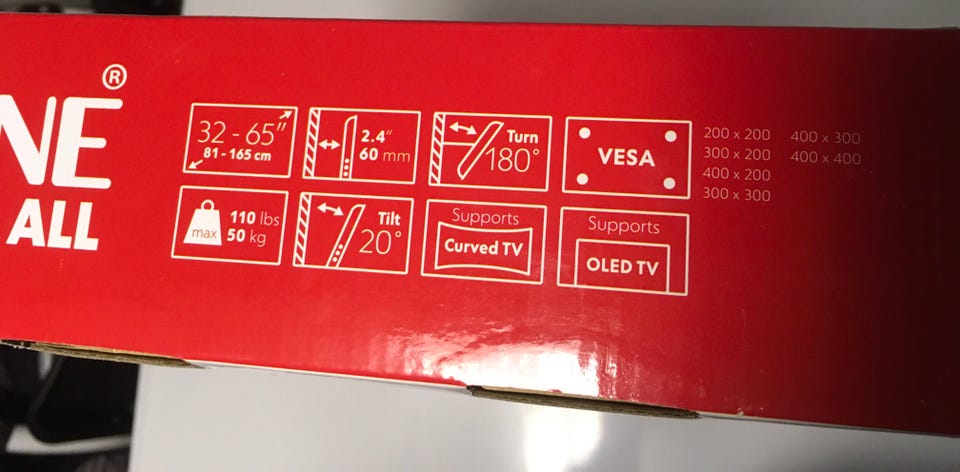 NE®
ALL
32 - 65"
81 - 165 cm
2.4"
60 mm
Turn
180°
VESA
200 x 200 400 x 300
300 x 200 400 x 400
400 x 200
300 x 300
max
110 lbs
50 kg
Tilt
20°
Supports
Curved TV
Supports
OLED TV